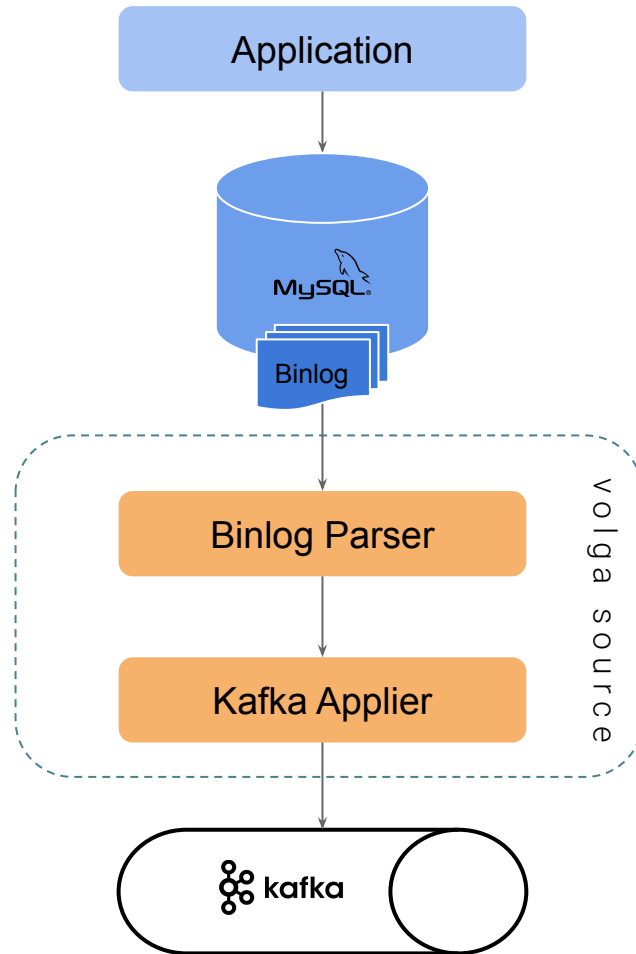 Application
MySQL®
Binlog
Binlog Parser
volga source
Kafka Applier
kafka